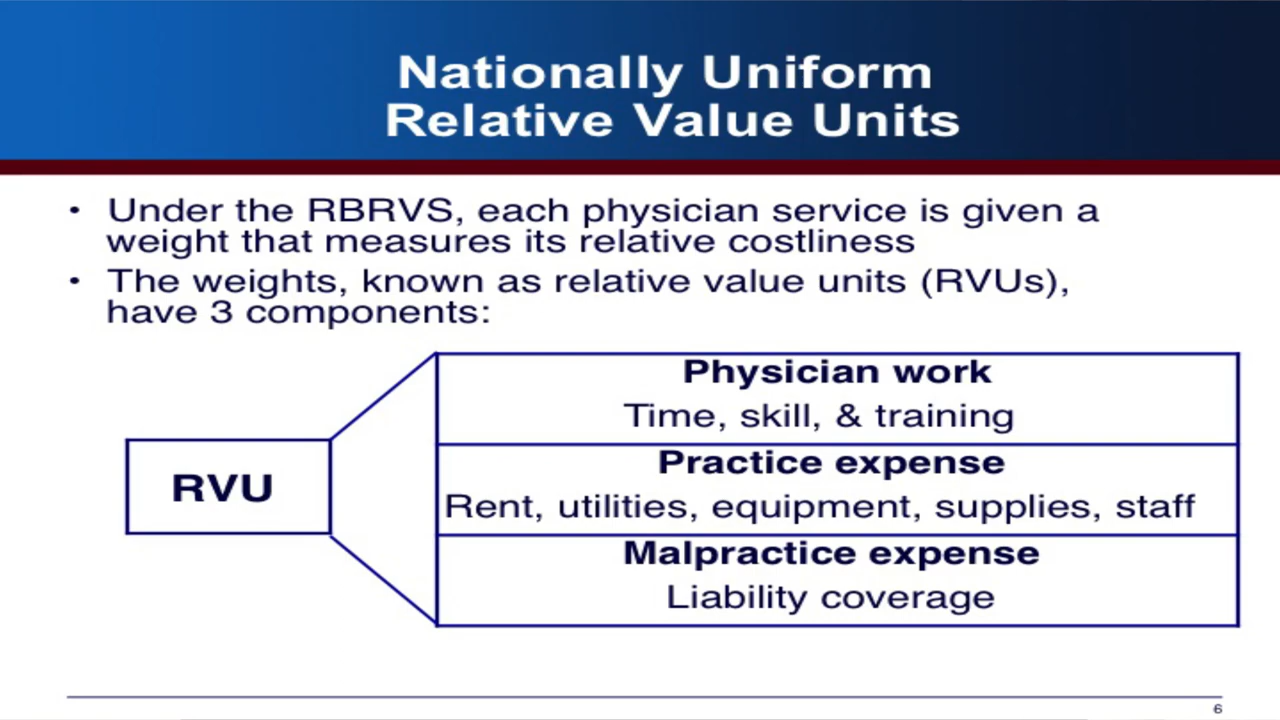 Nationally Uniform
Relative Value Units
• Under the RBRVS, each physician service is given a
weight that measures its relative costliness
• The weights, known as relative value units (RVUs),
have 3 components:
RVU
Physician work
Time, skill, & training
Practice expense
Rent, utilities, equipment, supplies, staff
Malpractice expense
Liability coverage
6